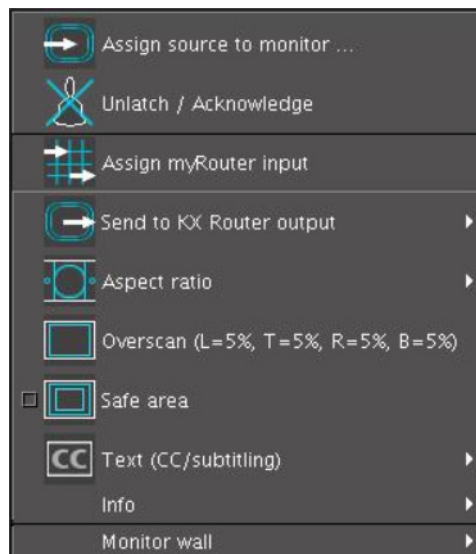 Assign source to monitor ...
Unlatch / Acknowledge
Assign myRouter input
Send to KX Router output
Aspect ratio
Overscan (L=5%, T=5%, R=5%, B=5%)
Safe area
CC Text (CC/subtitling)
Info
Monitor wall